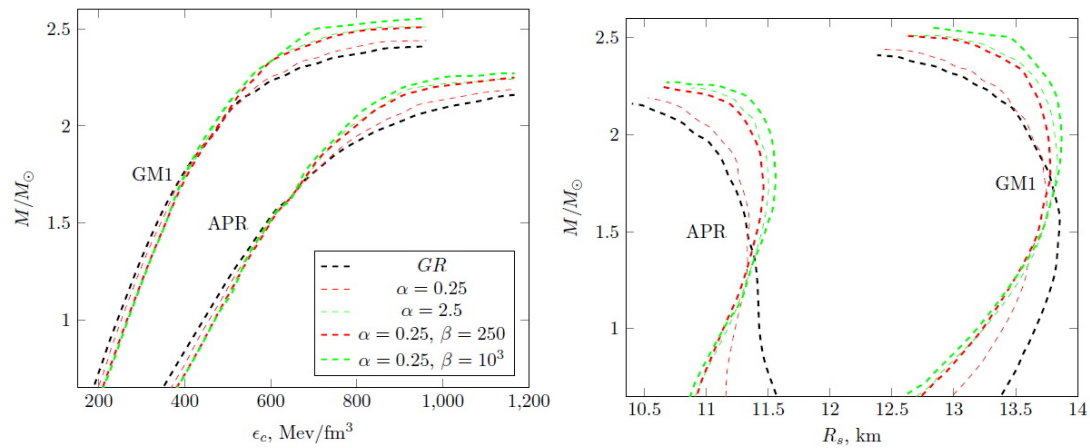 2.5
2
1.5
1
M/M⊙
GM1
APR
GR
α = 0.25
α = 2.5
α = 0.25, β = 250
α = 0.25, β = 10³
200 400 600 800 1,000 1,200
ϵc, Mev/fm³
2.5
2
1.5
1
M/M⊙
GM1
APR
10.5 11 11.5 12 12.5 13 13.5 14
Rs, km